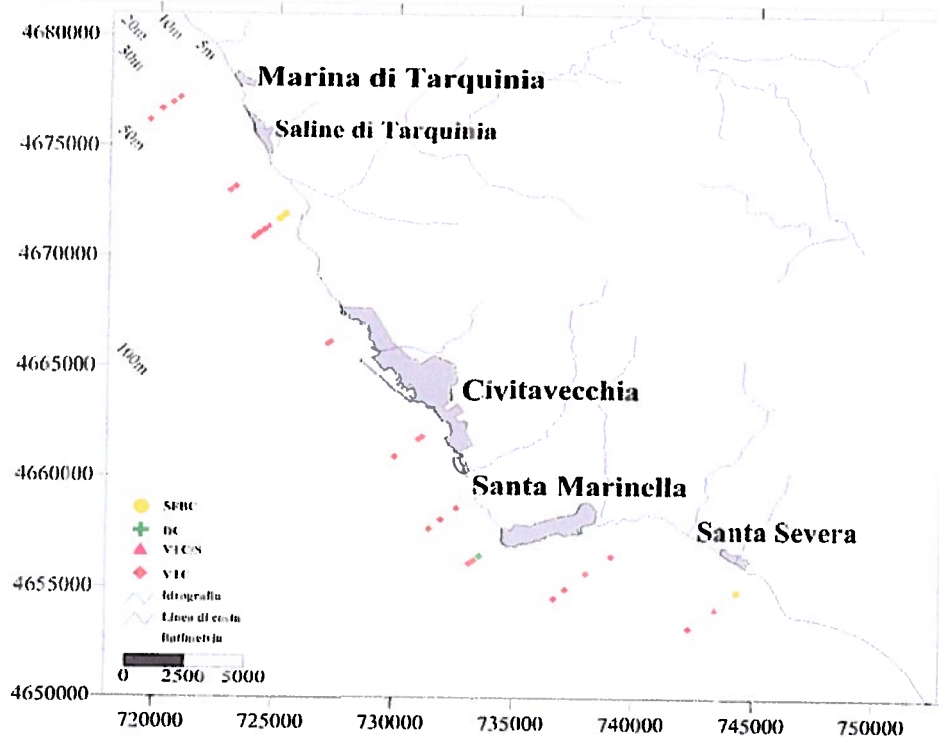 4680000
20m
10m
5m
30m
Marina di Tarquinia
Saline di Tarquinia
50m
4675000
4670000
100m
4665000
Civitavecchia
4660000
Santa Marinella
Santa Severa
SFBC
DC
VTC/S
VTC
Idrografia
Linea di costa
Batimetria
4655000
0 2500 5000
4650000
720000 725000 730000 735000 740000 745000 750000